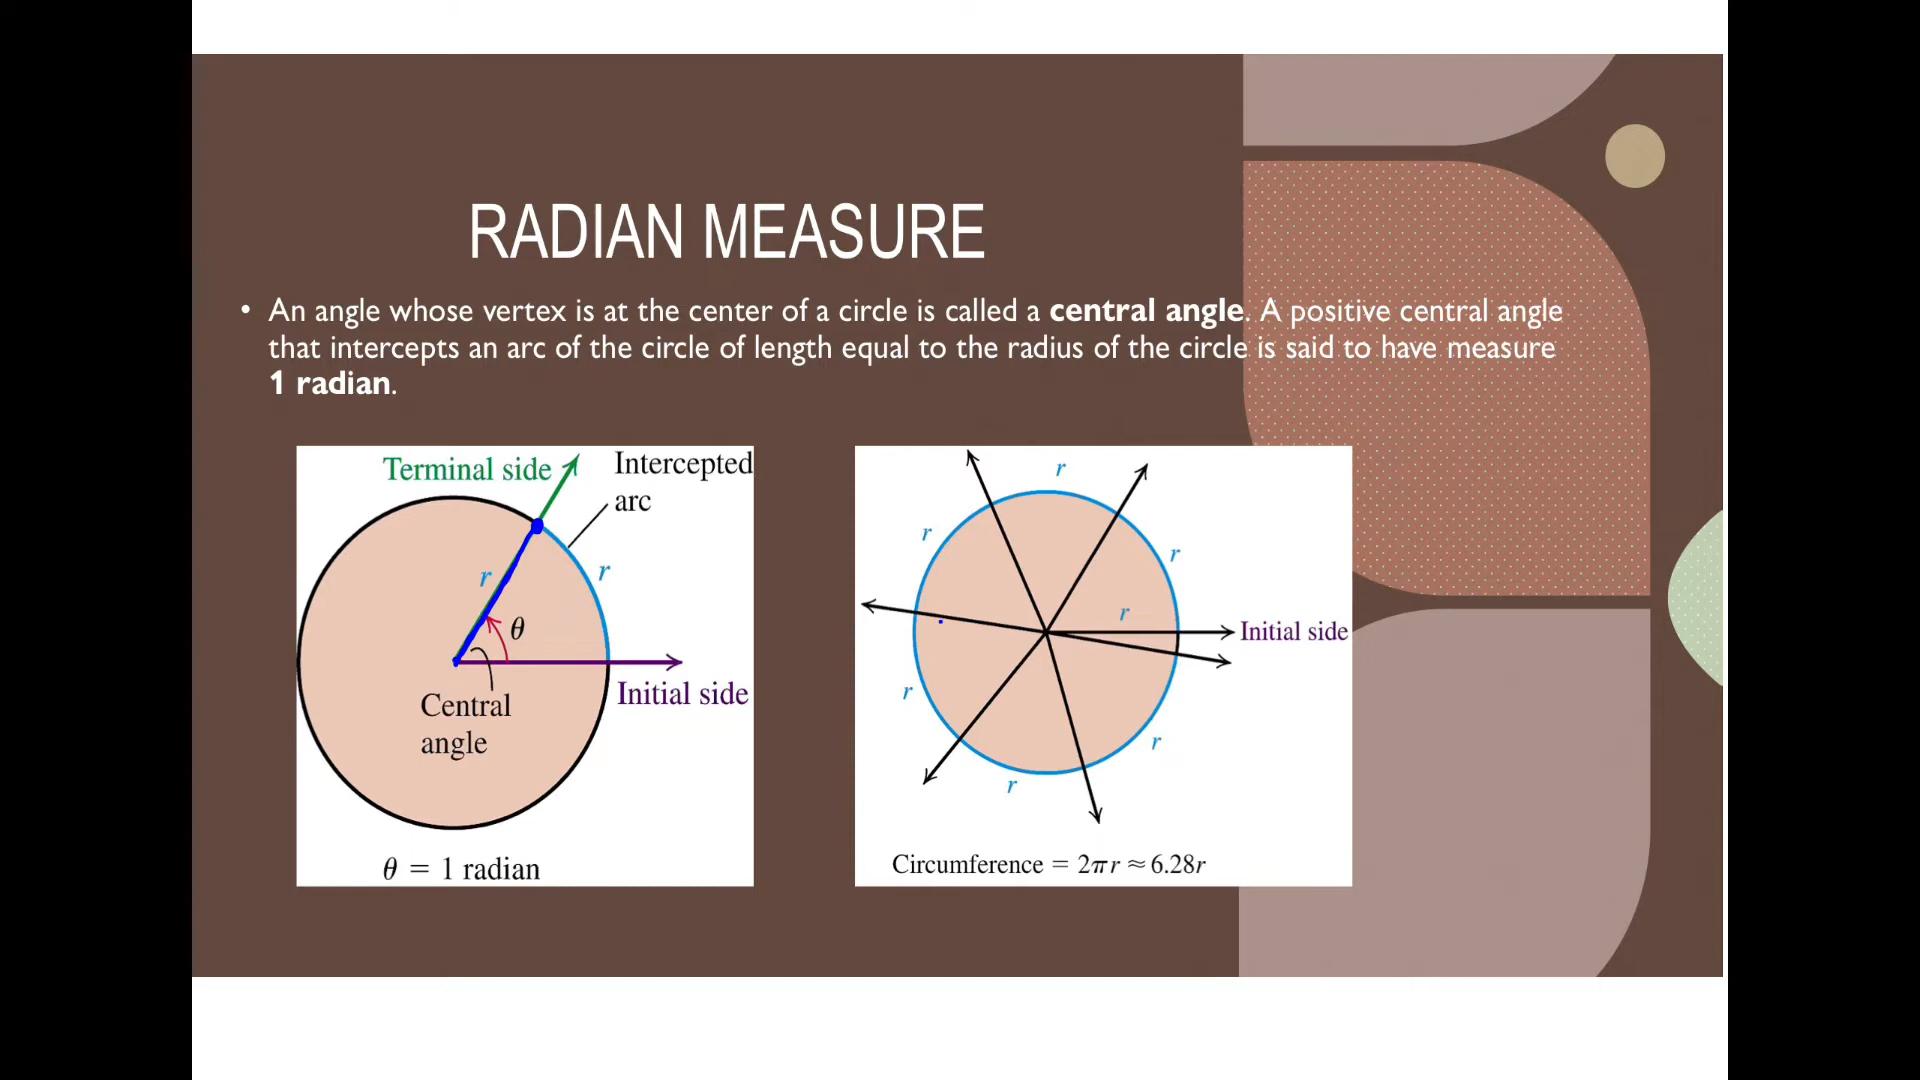 RADIAN MEASURE
• An angle whose vertex is at the center of a circle is called a central angle. A positive central angle
that intercepts an arc of the circle of length equal to the radius of the circle is said to have measure
1 radian.
Terminal side
Intercepted
arc
r
r
θ
Initial side
Central
angle
θ = 1 radian
r
r
r
r
Initial side
r
r
r
Circumference = 2πr ≈ 6.28r